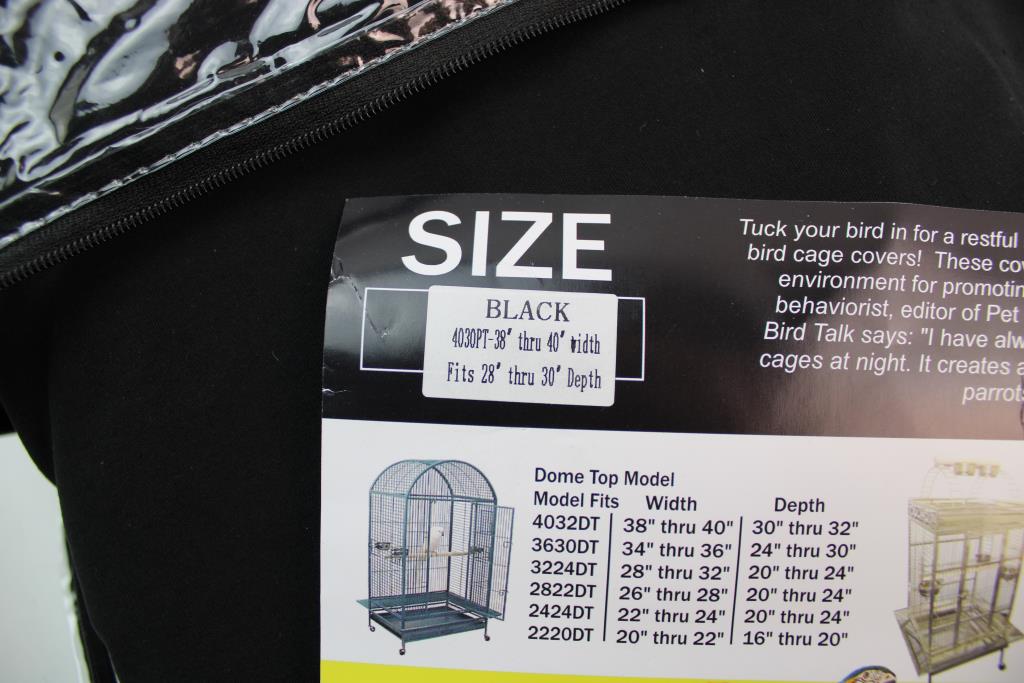 SIZE
BLACK
4030PT-38" thru 40" width
Fits 28" thru 30" Depth
Tuck your bird in for a restful
bird cage covers! These
environment for
behaviorist, editor of Pet
Bird Talk says: "I have
cages at night. It creates
Dome Top Model
Model Fits Width Depth
4032DT 38" thru 40" 30" thru 32"
3630DT 34" thru 36" 24" thru 30"
3224DT 28" thru 32" 20" thru 24"
2822DT 26" thru 28" 20" thru 24"
2424DT 22" thru 24" 20" thru 24"
2220DT 20" thru 22" 16" thru 20"